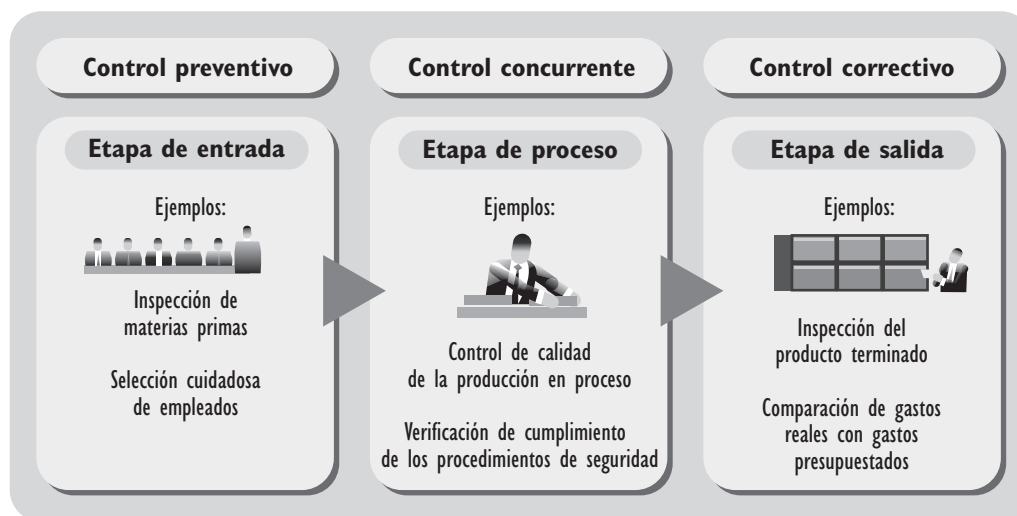 Control preventivo
Etapa de entrada
Ejemplos:
Inspección de
materias primas
Selección cuidadosa
de empleados
Control concurrente
Etapa de proceso
Ejemplos:
Control de calidad
de la producción en proceso
Verificación de cumplimiento
de los procedimientos de seguridad
Control correctivo
Etapa de salida
Ejemplos:
Inspección del
producto terminado
Comparación de gastos
reales con gastos
presupuestados